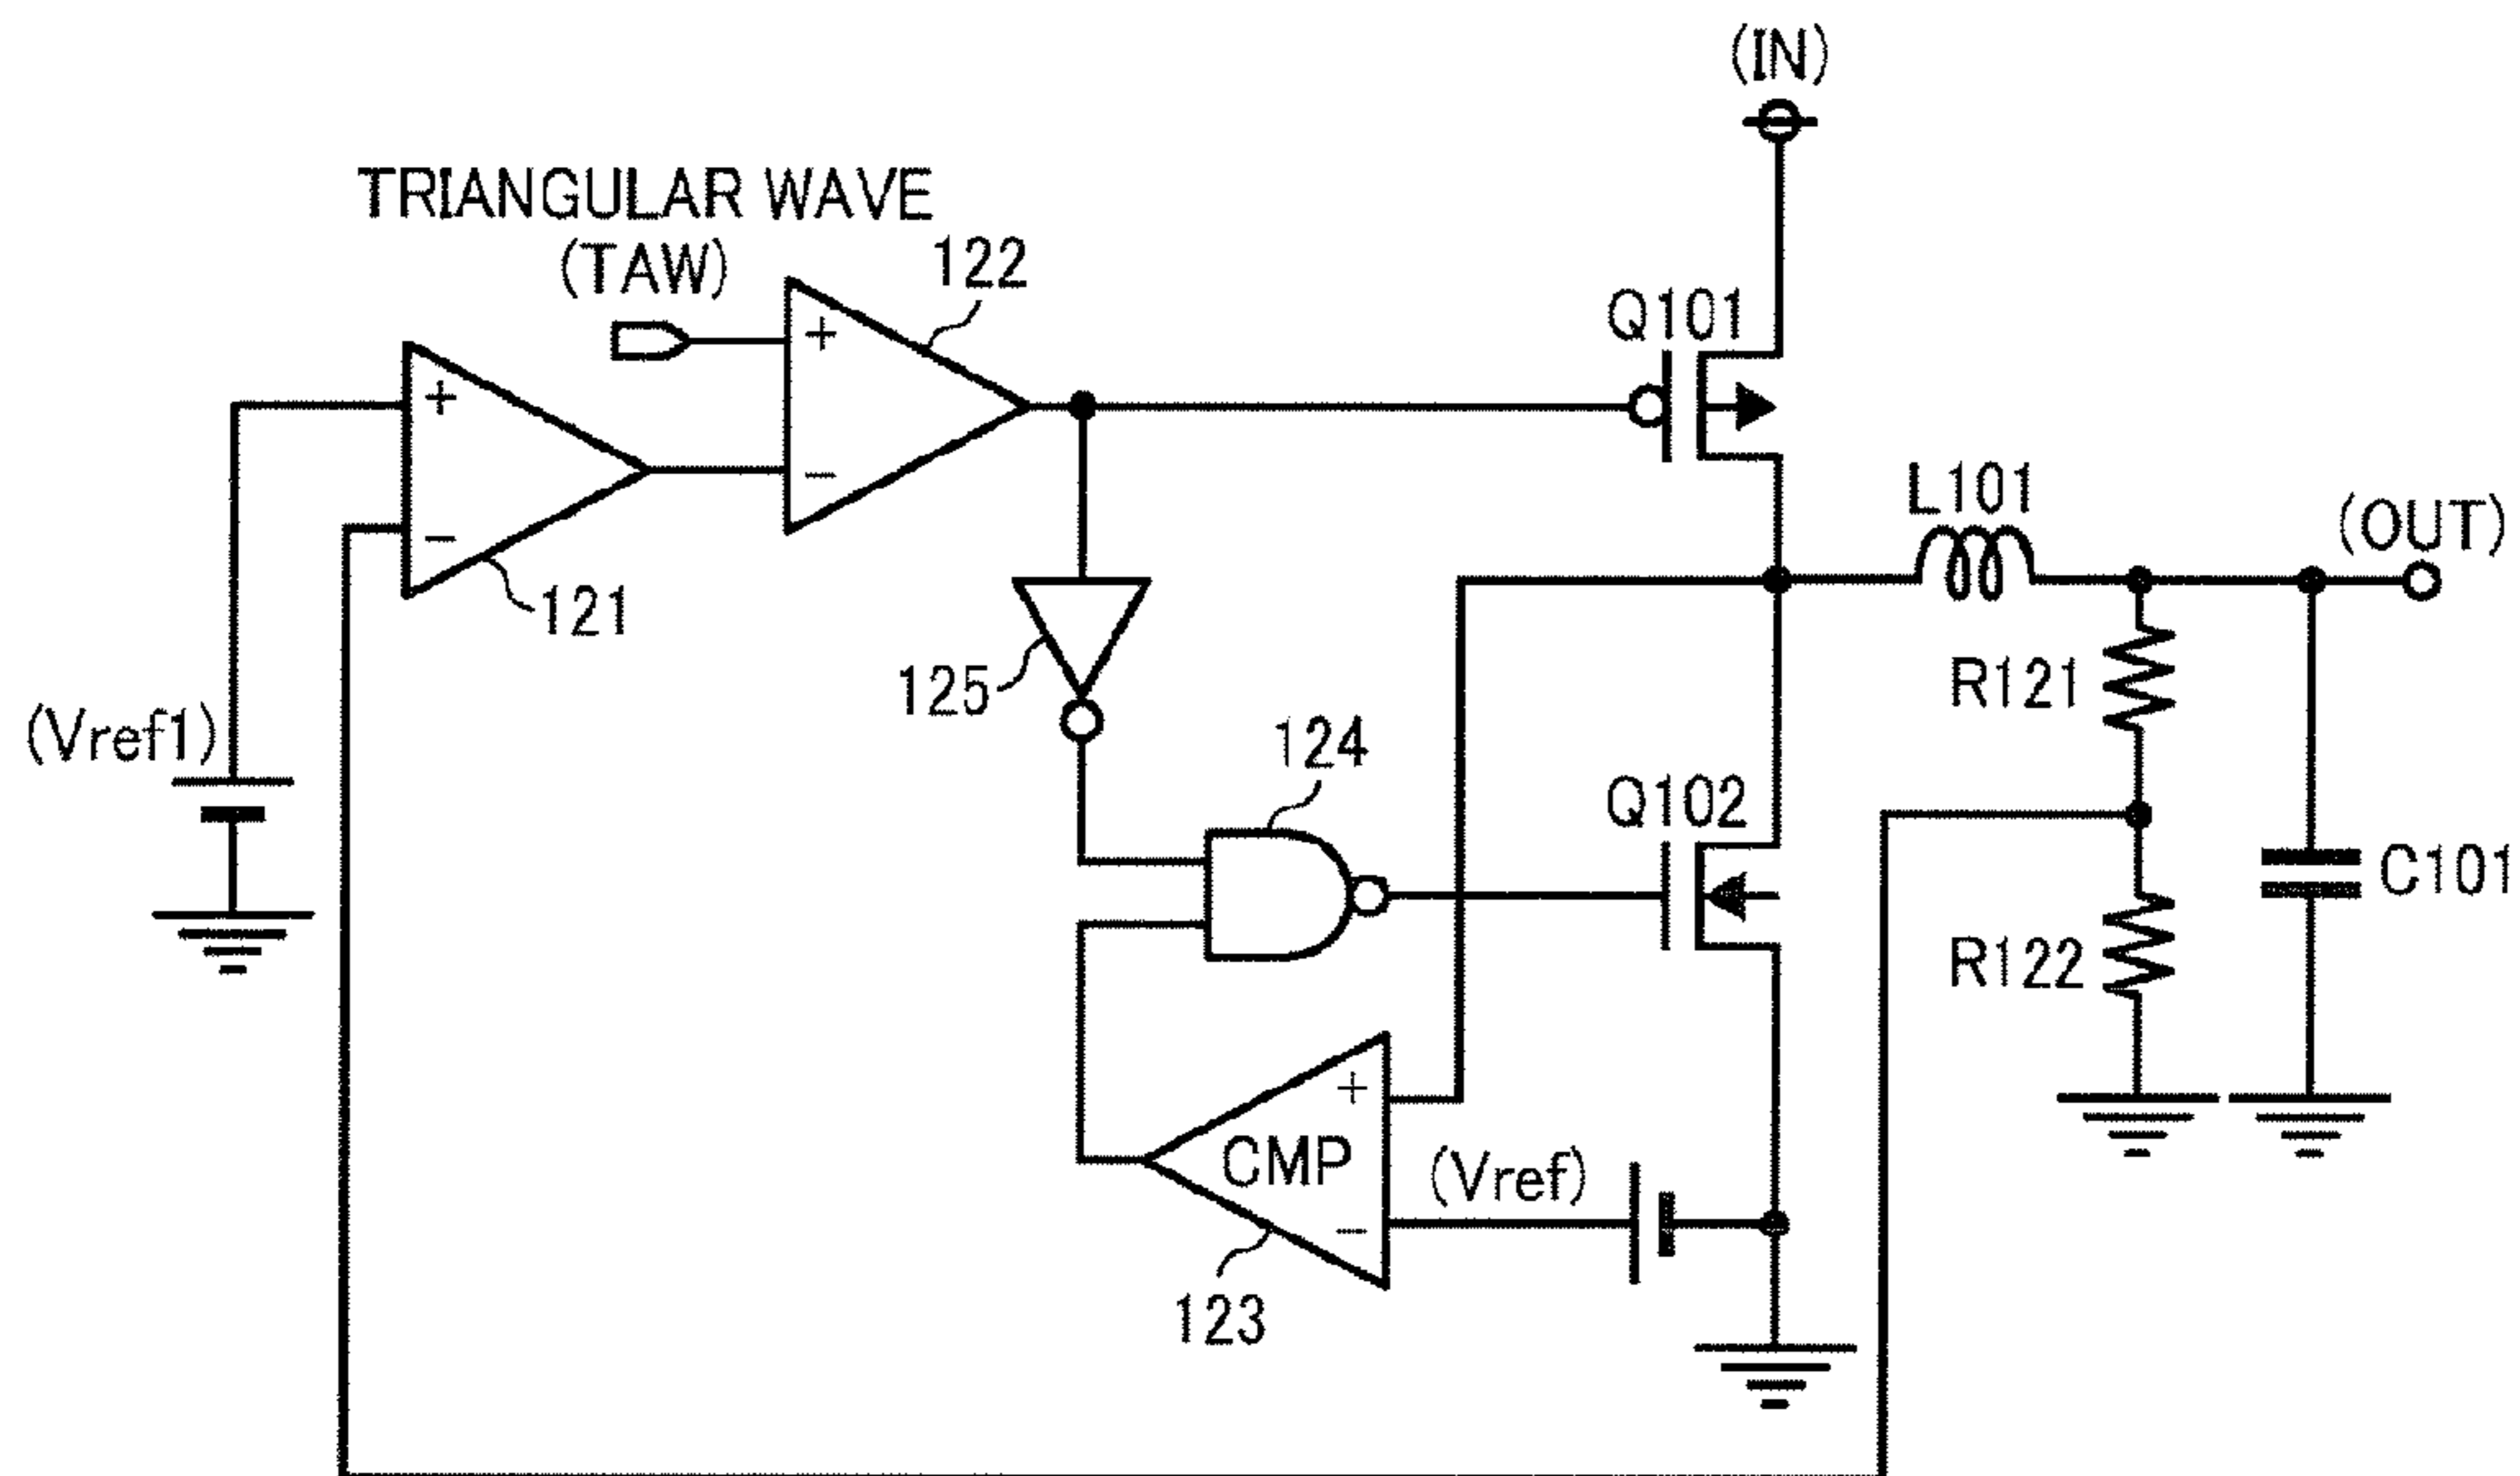 (IN)
TRIANGULAR WAVE
(TAW)
122
Q101
+
+
−
−
L101
(OUT)
121
125
R121
(Vref1)
124
Q102
C101
R122
+
CMP
(Vref)
−
123